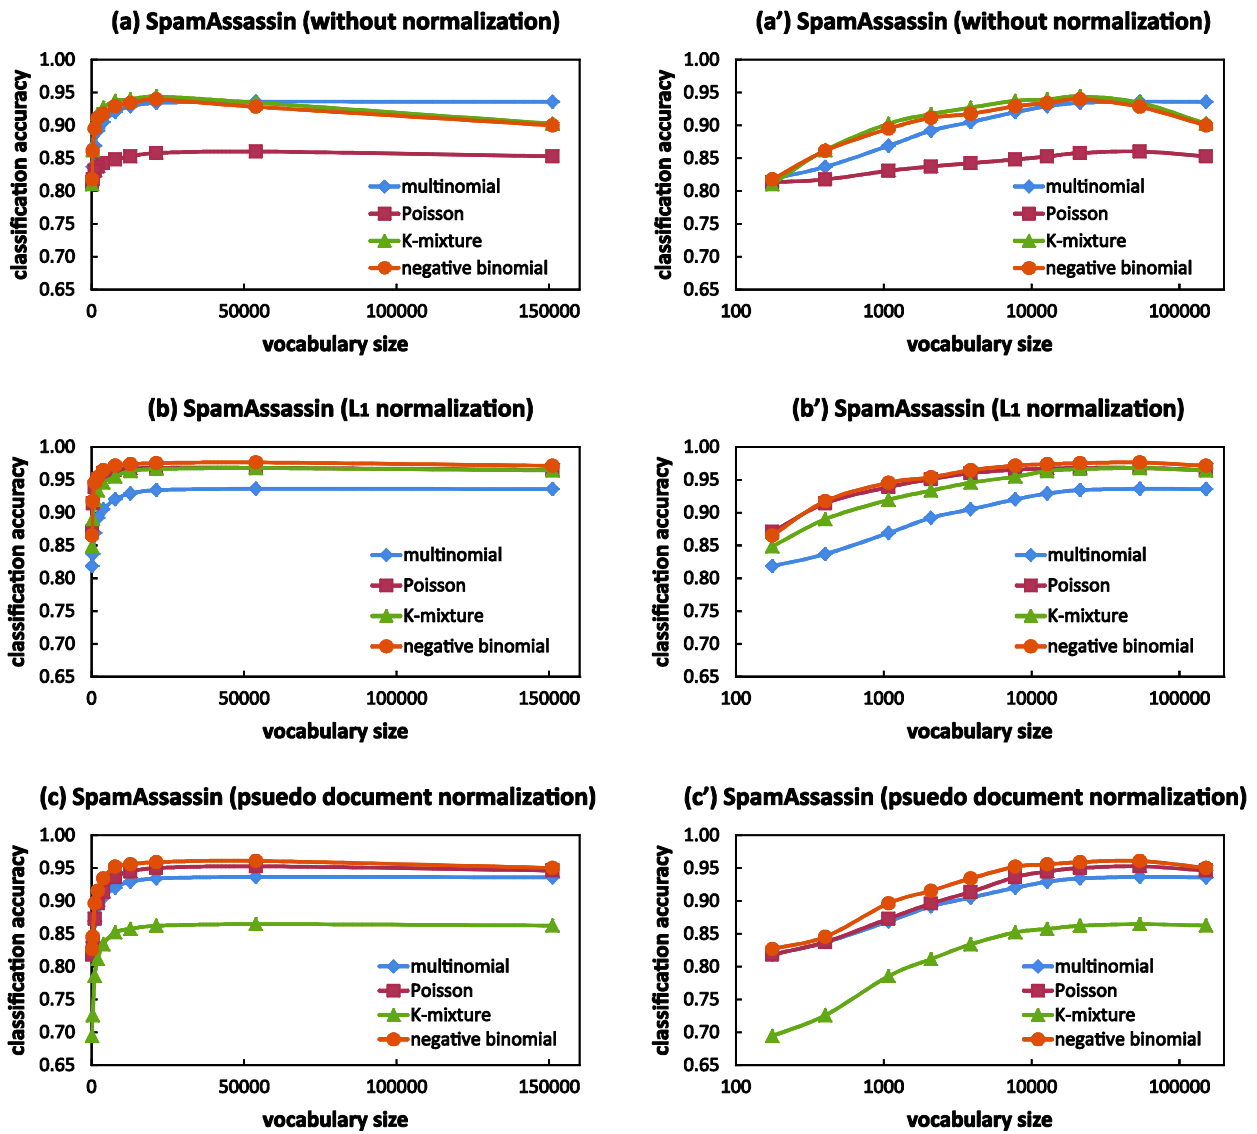 (a) SpamAssassin (without normalization)
classification accuracy
1.00
0.95
0.90
0.85
0.80
0.75
0.70
0.65
multinomial
Poisson
K-mixture
negative binomial
0 50000 100000 150000
vocabulary size
(a') SpamAssassin (without normalization)
classification accuracy
1.00
0.95
0.90
0.85
0.80
0.75
0.70
0.65
multinomial
Poisson
K-mixture
negative binomial
100 1000 10000 100000
vocabulary size
(b) SpamAssassin (L1 normalization)
classification accuracy
1.00
0.95
0.90
0.85
0.80
0.75
0.70
0.65
multinomial
Poisson
K-mixture
negative binomial
0 50000 100000 150000
vocabulary size
(b') SpamAssassin (L1 normalization)
classification accuracy
1.00
0.95
0.90
0.85
0.80
0.75
0.70
0.65
multinomial
Poisson
K-mixture
negative binomial
100 1000 10000 100000
vocabulary size
(c) SpamAssassin (psuedo document normalization)
classification accuracy
1.00
0.95
0.90
0.85
0.80
0.75
0.70
0.65
multinomial
Poisson
K-mixture
negative binomial
0 50000 100000 150000
vocabulary size
(c') SpamAssassin (psuedo document normalization)
classification accuracy
1.00
0.95
0.90
0.85
0.80
0.75
0.70
0.65
multinomial
Poisson
K-mixture
negative binomial
100 1000 10000 100000
vocabulary size